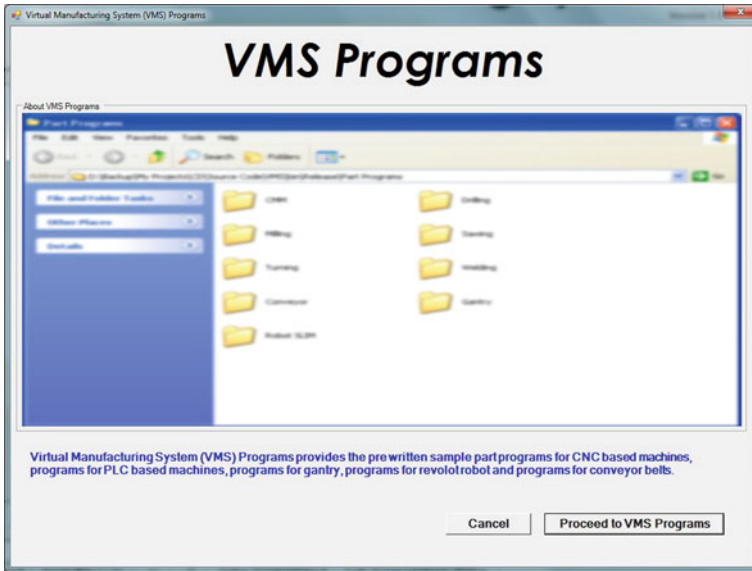 Virtual Manufacturing System (VMS) Programs
VMS Programs
About VMS Programs
Part Programs
File Edit View Favorites Tools Help
Search Folders
File and Folder Tasks
Other Places
Details
CMM
Drilling
Milling
Sawing
Turning
Welding
Conveyor
Gantry
Robot SLIM
Virtual Manufacturing System (VMS) Programs provides the pre written sample part programs for CNC based machines,
programs for PLC based machines, programs for gantry, programs for revolot robot and programs for conveyor belts.
Cancel
Proceed to VMS Programs